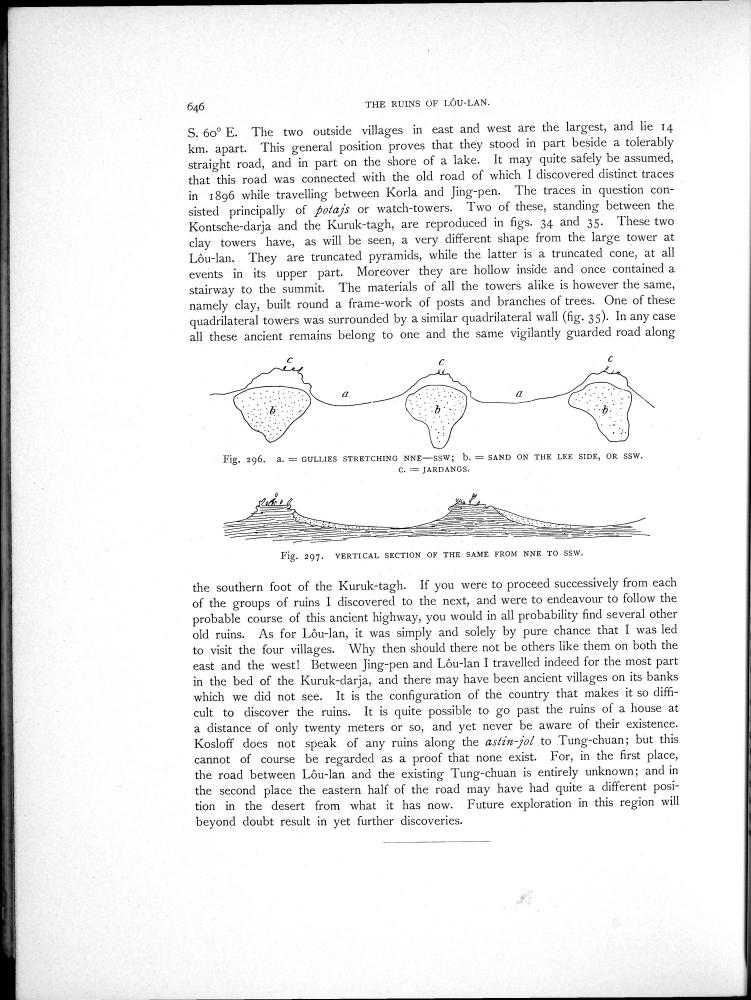 646
THE RUINS OF LÔU-LAN.
S. 60° E. The two outside villages in east and west are the largest, and lie 14
km. apart. This general position proves that they stood in part beside a tolerably
straight road, and in part on the shore of a lake. It may quite safely be assumed,
that this road was connected with the old road of which I discovered distinct traces
in 1896 while travelling between Korla and Jing-pen. The traces in question con-
sisted principally of potajs or watch-towers. Two of these, standing between the
Kontsche-darja and the Kuruk-tagh, are reproduced in figs. 34 and 35. These two
clay towers have, as will be seen, a very different shape from the large tower at
Lôu-lan. They are truncated pyramids, while the latter is a truncated cone, at all
events in its upper part. Moreover they are hollow inside and once contained a
stairway to the summit. The materials of all the towers alike is however the same,
namely clay, built round a frame-work of posts and branches of trees. One of these
quadrilateral towers was surrounded by a similar quadrilateral wall (fig. 35). In any case
all these ancient remains belong to one and the same vigilantly guarded road along
c c c
a a
b b b
Fig. 296. a. = GULLIES STRETCHING NNE—SSW; b. = SAND ON THE LEE SIDE, OR SSW.
c. = JARDANGS.
Fig. 297. VERTICAL SECTION OF THE SAME FROM NNE TO SSW.
the southern foot of the Kuruk-tagh. If you were to proceed successively from each
of the groups of ruins I discovered to the next, and were to endeavour to follow the
probable course of this ancient highway, you would in all probability find several other
old ruins. As for Lôu-lan, it was simply and solely by pure chance that I was led
to visit the four villages. Why then should there not be others like them on both the
east and the west! Between Jing-pen and Lôu-lan I travelled indeed for the most part
in the bed of the Kuruk-darja, and there may have been ancient villages on its banks
which we did not see. It is the configuration of the country that makes it so diffi-
cult to discover the ruins. It is quite possible to go past the ruins of a house at
a distance of only twenty meters or so, and yet never be aware of their existence.
Kosloff does not speak of any ruins along the astin-jol to Tung-chuan; but this
cannot of course be regarded as a proof that none exist. For, in the first place,
the road between Lôu-lan and the existing Tung-chuan is entirely unknown; and in
the second place the eastern half of the road may have had quite a different posi-
tion in the desert from what it has now. Future exploration in this region will
beyond doubt result in yet further discoveries.